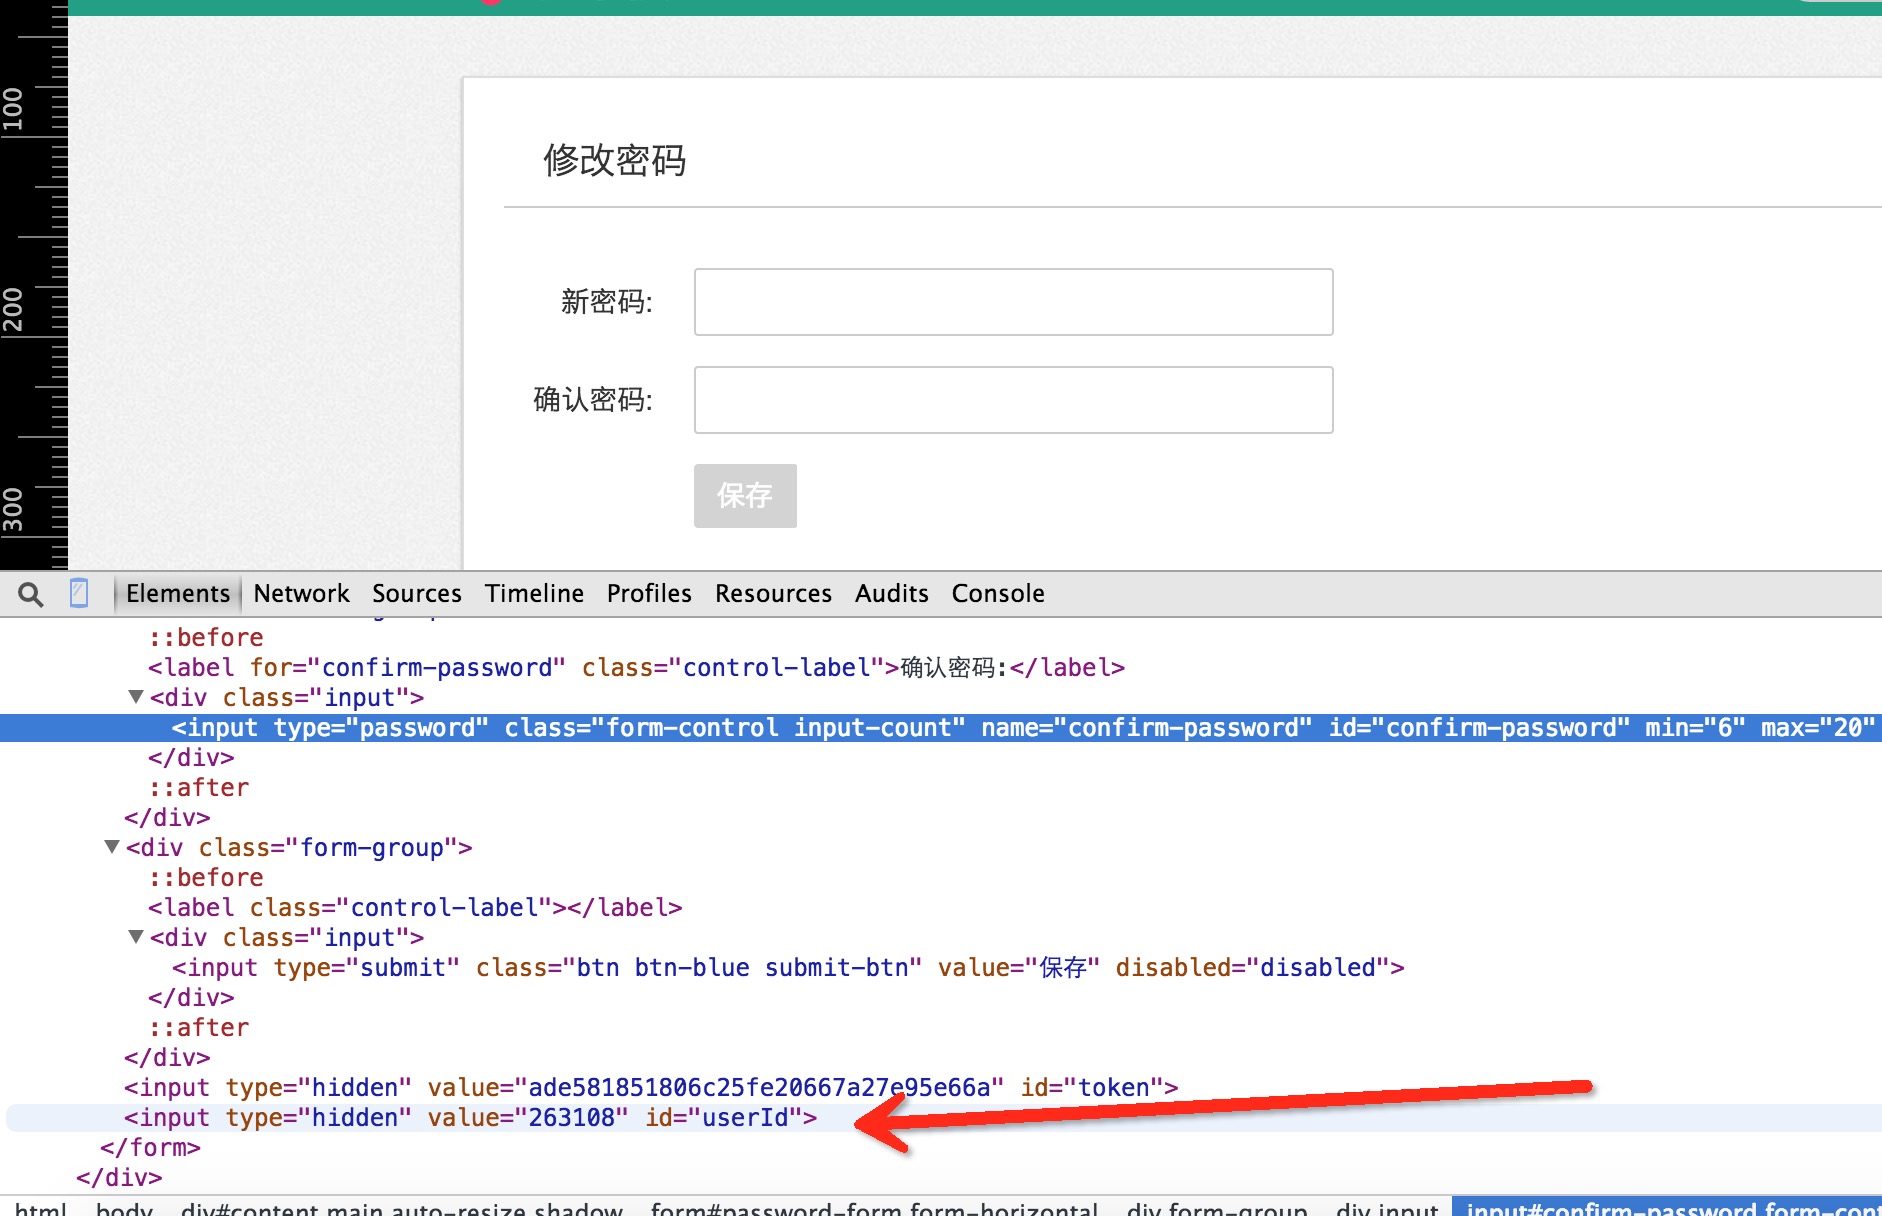 100
修改密码
200
新密码:
确认密码:
300
保存
Elements Network Sources Timeline Profiles Resources Audits Console
::before
<label for="confirm-password" class="control-label">确认密码:</label>
<div class="input">
<input type="password" class="form-control input-count" name="confirm-password" id="confirm-password" min="6" max="20"
</div>
::after
</div>
<div class="form-group">
::before
<label class="control-label"></label>
<div class="input">
<input type="submit" class="btn btn-blue submit-btn" value="保存" disabled="disabled">
</div>
::after
</div>
<input type="hidden" value="ade581851806c25fe20667a27e95e66a" id="token">
<input type="hidden" value="263108" id="userId">
</form>
</div>
html body div#content.main.auto-resize.shadow form#password-form.form-horizontal div.form-group div.input input#confirm-password.form-cont